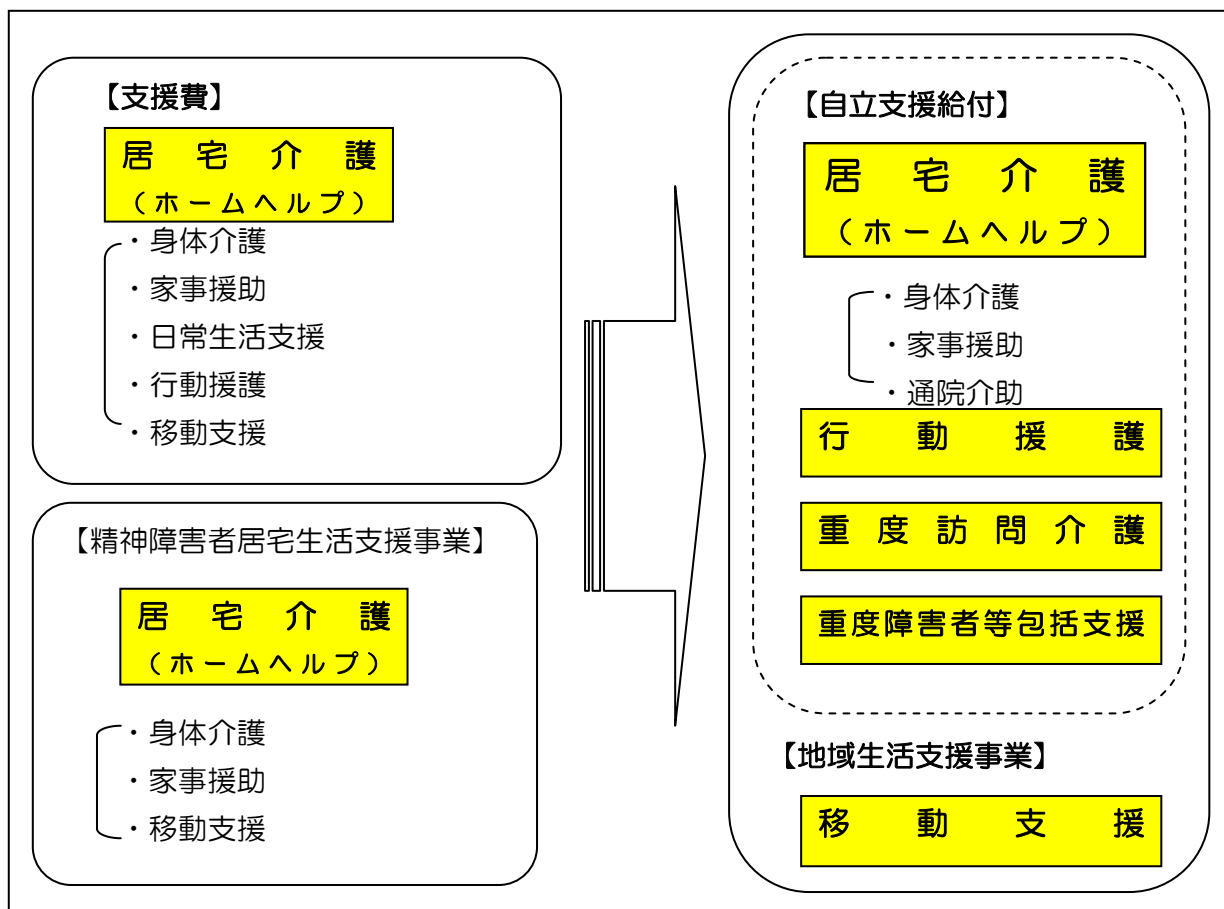 【支援費】
居宅介護
（ホームヘルプ）
・身体介護
・家事援助
・日常生活支援
・行動援護
・移動支援
【精神障害者居宅生活支援事業】
居宅介護
（ホームヘルプ）
・身体介護
・家事援助
・移動支援
【自立支援給付】
居宅介護
（ホームヘルプ）
・身体介護
・家事援助
・通院介助
行動援護
重度訪問介護
重度障害者等包括支援
【地域生活支援事業】
移動支援